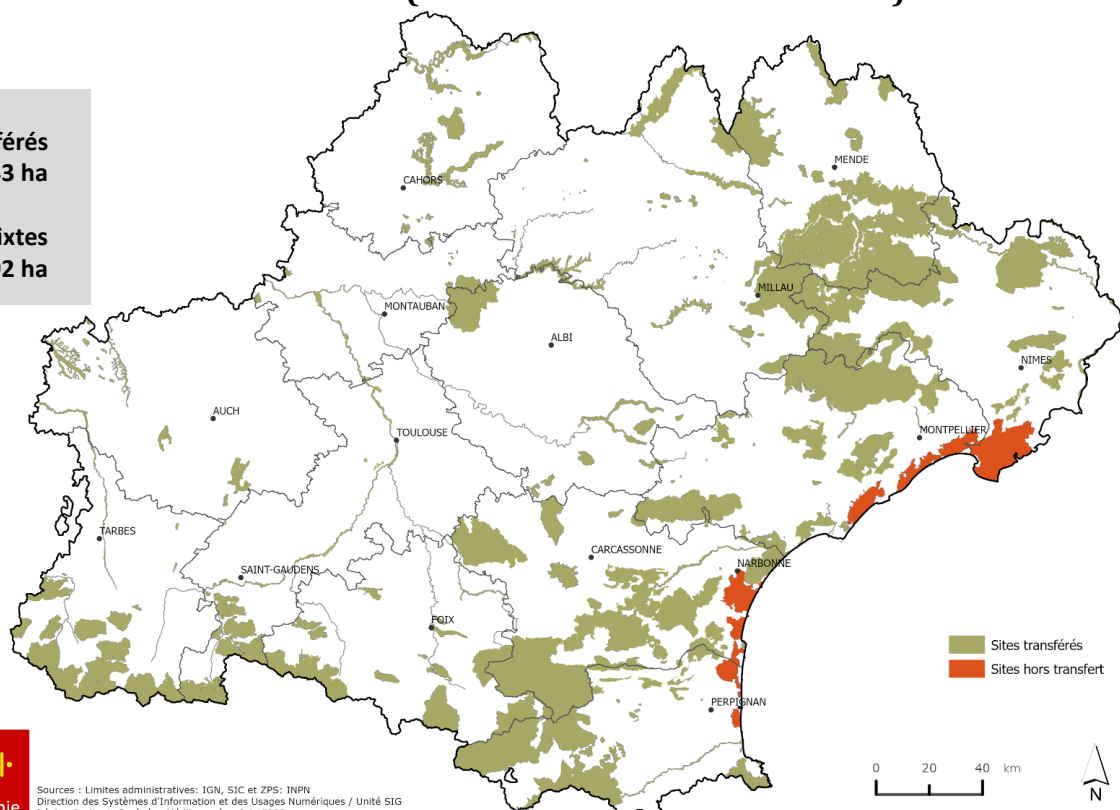 férés
3 ha
ixtes
92 ha
CAHORS
MENDE
MILLAU
MONTAUBAN
ALBI
NIMES
AUCH
TOULOUSE
MONTPELLIER
TARBES
CARCASSONNE
NARBONNE
SAINT-GAUDENS
FOIX
PERPIGNAN
Sites transférés
Sites hors transfert
0 20 40 km
N
nie
Sources : Limites administratives: IGN, SIC et ZPS: INPN
Direction des Systèmes d'Information et des Usages Numériques / Unité SIG